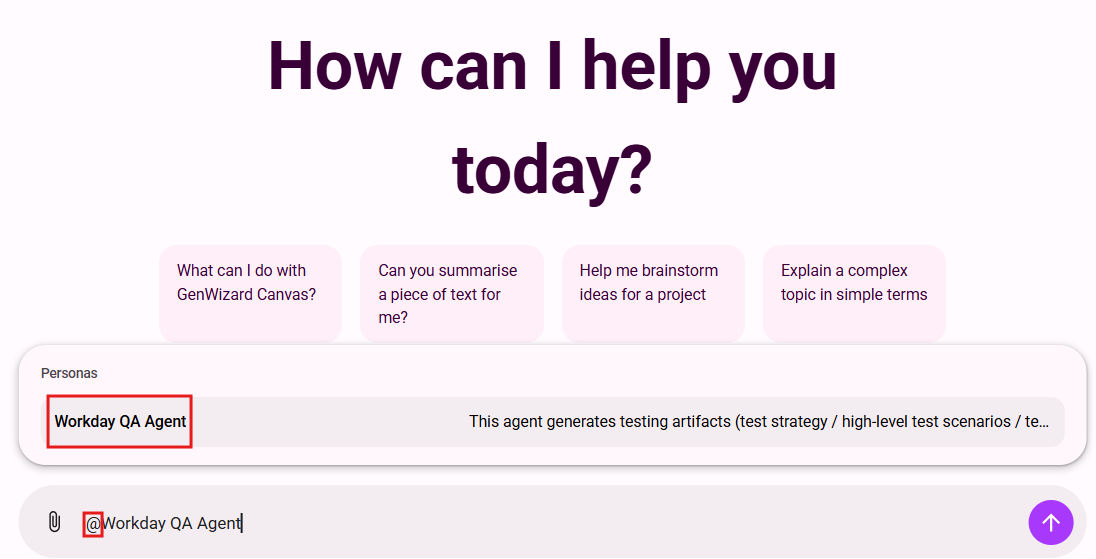 How can I help you
today?
What can I do with
GenWizard Canvas?
Can you summarise
a piece of text for
me?
Help me brainstorm
ideas for a project
Explain a complex
topic in simple terms
Personas
Workday QA Agent
This agent generates testing artifacts (test strategy / high-level test scenarios / te...
@Workday QA Agent